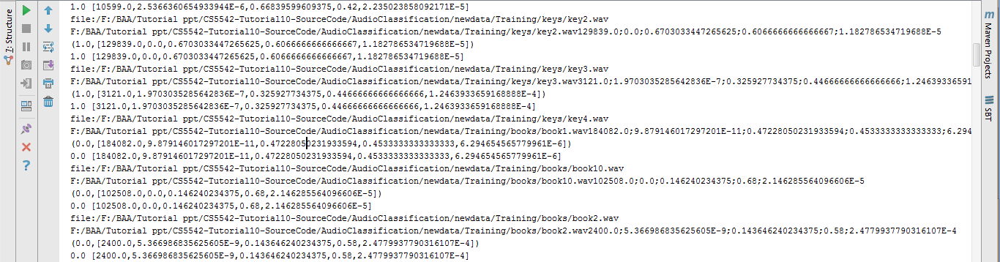 7: Structure
1.0 [10599.0,2.5366360654933944E-6,0.66839599609375,0.42,2.235023858092171E-5]
file:/F:/BAA/Tutorial ppt/CS5542-Tutorial10-SourceCode/AudioClassification/newdata/Training/keys/key2.wav
F:/BAA/Tutorial ppt/CS5542-Tutorial10-SourceCode/AudioClassification/newdata/Training/keys/key2.wav129839.0;0.0;0.6703033447265625;0.6066666666666667;1.182786534719688E-5
(1.0,[129839.0,0.0,0.6703033447265625,0.6066666666666667,1.182786534719688E-5])
1.0 [129839.0,0.0,0.6703033447265625,0.6066666666666667,1.182786534719688E-5]
file:/F:/BAA/Tutorial ppt/CS5542-Tutorial10-SourceCode/AudioClassification/newdata/Training/keys/key3.wav
F:/BAA/Tutorial ppt/CS5542-Tutorial10-SourceCode/AudioClassification/newdata/Training/keys/key3.wav3121.0;1.9703035285642836E-7;0.325927734375;0.44666666666666666;1.24639336591
(1.0,[3121.0,1.9703035285642836E-7,0.325927734375,0.44666666666666666,1.2463933659168888E-4])
1.0 [3121.0,1.9703035285642836E-7,0.325927734375,0.44666666666666666,1.2463933659168888E-4]
file:/F:/BAA/Tutorial ppt/CS5542-Tutorial10-SourceCode/AudioClassification/newdata/Training/keys/key4.wav
F:/BAA/Tutorial ppt/CS5542-Tutorial10-SourceCode/AudioClassification/newdata/Training/books/book1.wav184082.0;9.879146017297201E-11;0.47228050231933594;0.4533333333333333;6.294
(0.0,[184082.0,9.879146017297201E-11,0.47228050231933594,0.4533333333333333,6.294654565779961E-6])
0.0 [184082.0,9.879146017297201E-11,0.47228050231933594,0.4533333333333333,6.294654565779961E-6]
file:/F:/BAA/Tutorial ppt/CS5542-Tutorial10-SourceCode/AudioClassification/newdata/Training/books/book10.wav
F:/BAA/Tutorial ppt/CS5542-Tutorial10-SourceCode/AudioClassification/newdata/Training/books/book10.wav102508.0;0.0;0.146240234375;0.68;2.146285564096606E-5
(0.0,[102508.0,0.0,0.146240234375,0.68,2.146285564096606E-5])
0.0 [102508.0,0.0,0.146240234375,0.68,2.146285564096606E-5]
file:/F:/BAA/Tutorial ppt/CS5542-Tutorial10-SourceCode/AudioClassification/newdata/Training/books/book2.wav
F:/BAA/Tutorial ppt/CS5542-Tutorial10-SourceCode/AudioClassification/newdata/Training/books/book2.wav2400.0;5.366986835625605E-9;0.143646240234375;0.58;2.4779937790316107E-4
(0.0,[2400.0,5.366986835625605E-9,0.143646240234375,0.58,2.4779937790316107E-4])
0.0 [2400.0,5.366986835625605E-9,0.143646240234375,0.58,2.4779937790316107E-4]
Maven Projects
SBT